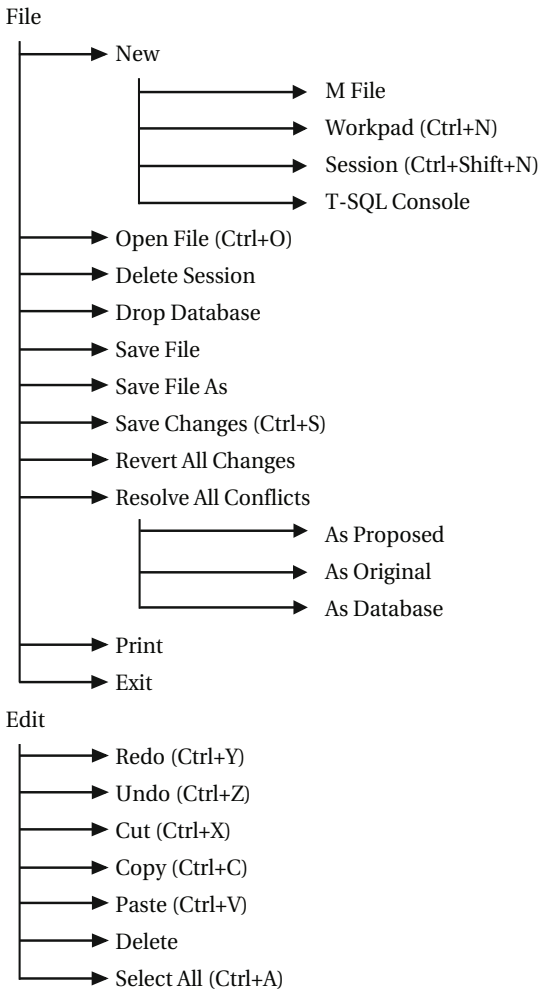 File
New
M File
Workpad (Ctrl+N)
Session (Ctrl+Shift+N)
T-SQL Console
Open File (Ctrl+O)
Delete Session
Drop Database
Save File
Save File As
Save Changes (Ctrl+S)
Revert All Changes
Resolve All Conflicts
As Proposed
As Original
As Database
Print
Exit
Edit
Redo (Ctrl+Y)
Undo (Ctrl+Z)
Cut (Ctrl+X)
Copy (Ctrl+C)
Paste (Ctrl+V)
Delete
Select All (Ctrl+A)